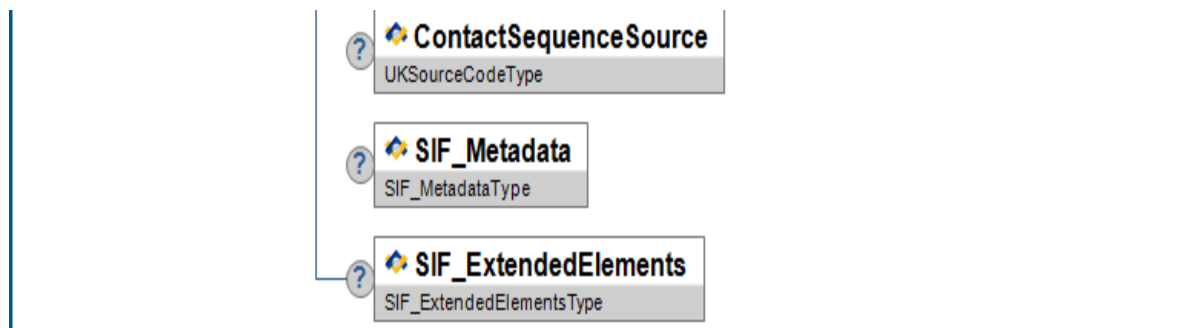 ?
ContactSequenceSource
UKSourceCodeType
?
SIF_Metadata
SIF_MetadataType
?
SIF_ExtendedElements
SIF_ExtendedElementsType